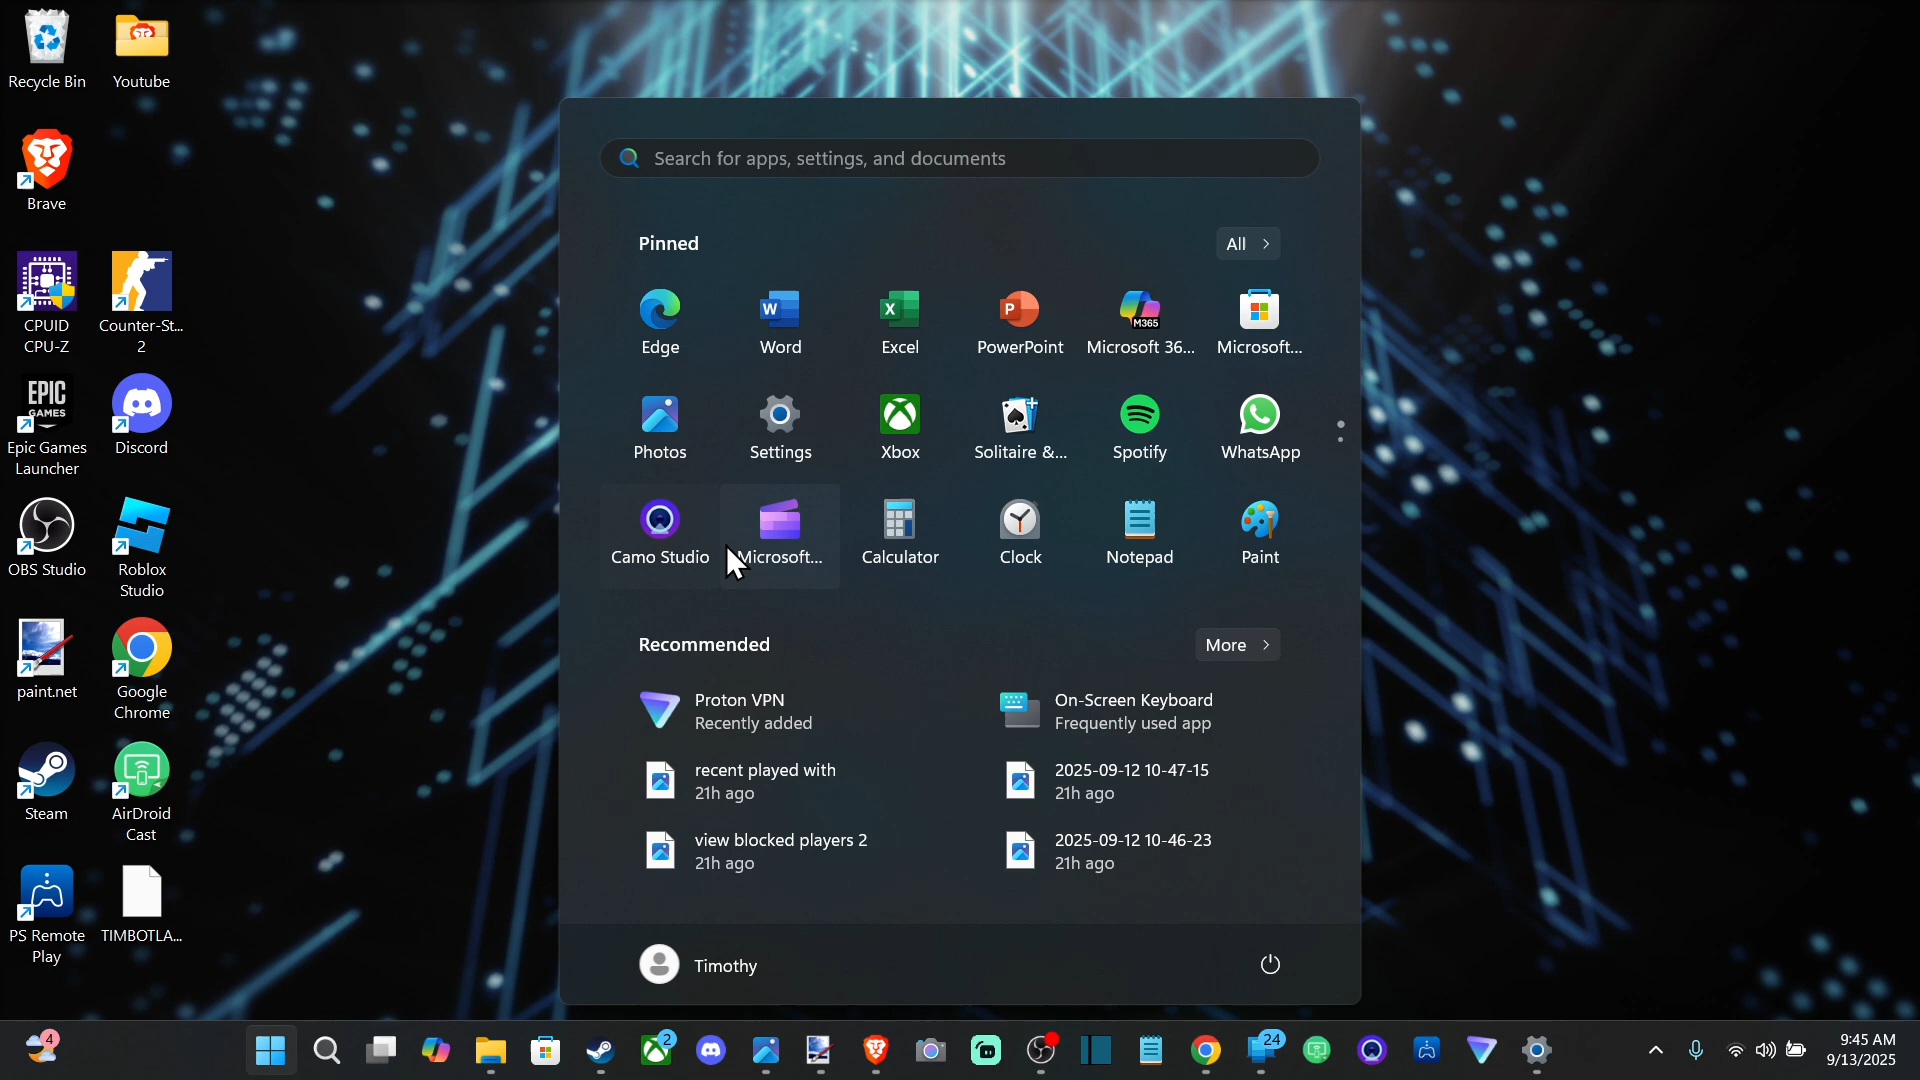 Recycle Bin
Youtube
Brave
CPUID
CPU-Z
Counter-St...
2
EPIC
GAMES
Epic Games
Launcher
Discord
OBS Studio
Roblox
Studio
paint.net
Google
Chrome
Steam
AirDroid
Cast
PS Remote
Play
TIMBOTLA...
Search for apps, settings, and documents
Pinned
All
Edge
W
Word
X
Excel
P
PowerPoint
M365
Microsoft 36...
Microsoft...
Photos
Settings
Xbox
Solitaire &...
Spotify
WhatsApp
Camo Studio
Microsoft...
Calculator
Clock
Notepad
Paint
Recommended
More
Proton VPN
Recently added
On-Screen Keyboard
Frequently used app
recent played with
21h ago
2025-09-12 10-47-15
21h ago
view blocked players 2
21h ago
2025-09-12 10-46-23
21h ago
Timothy
4
2
24
9:45 AM
9/13/2025